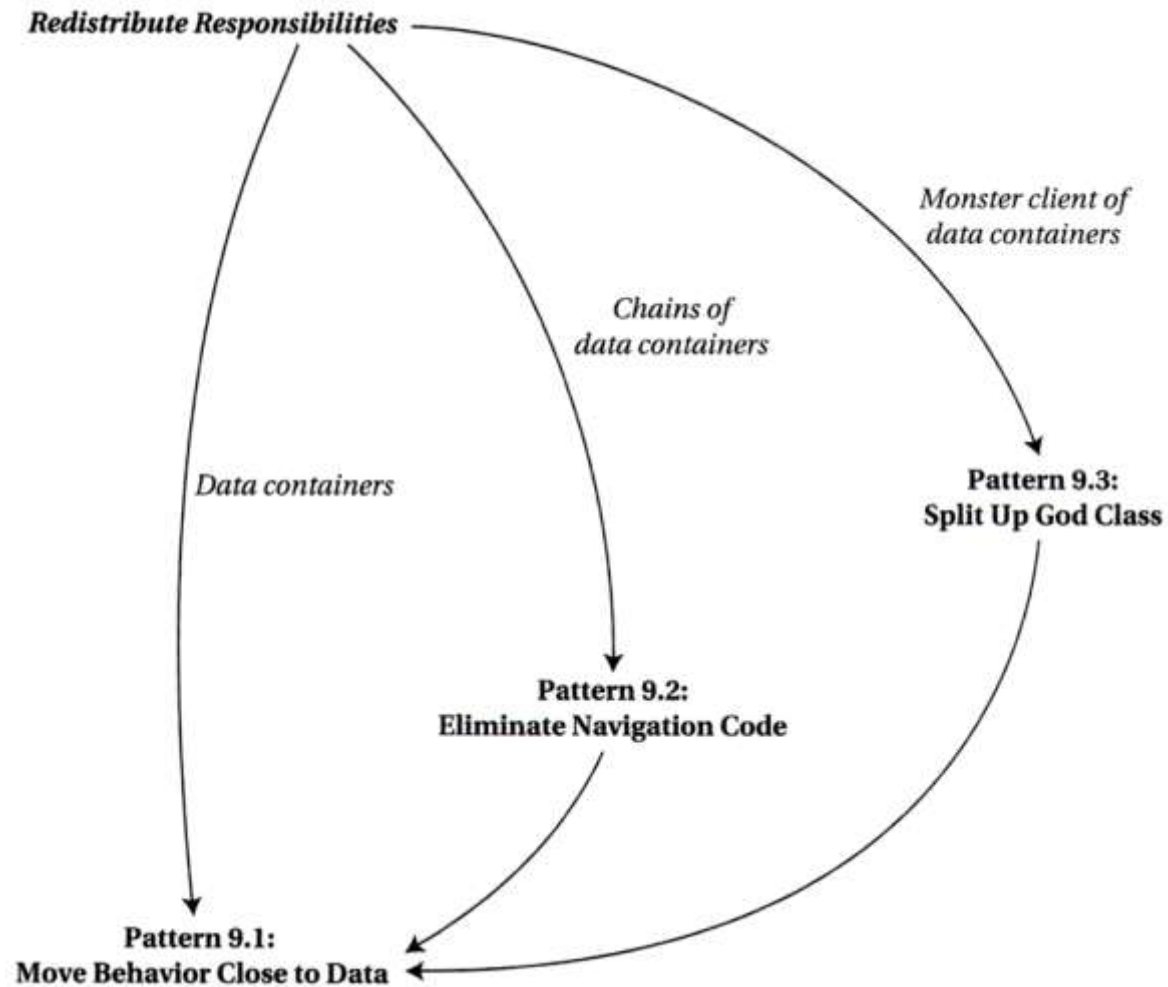 Redistribute Responsibilities
Monster client of
data containers
Chains of
data containers
Data containers
Pattern 9.3:
Split Up God Class
Pattern 9.2:
Eliminate Navigation Code
Pattern 9.1:
Move Behavior Close to Data